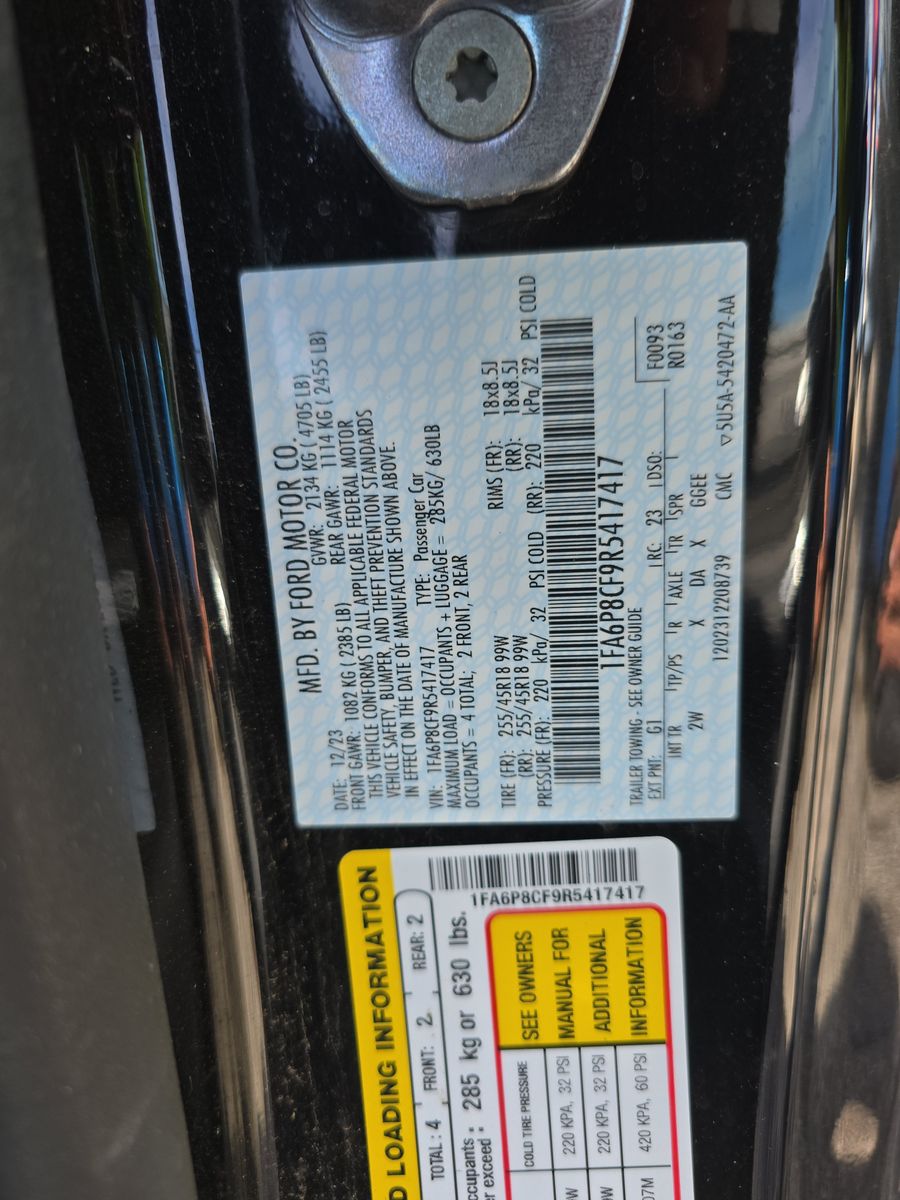 MFD. BY FORD MOTOR CO.
DATE: 12/23 GVWR: 2134 KG ( 4705 LB)
FRONT GAWR: 1082 KG ( 2385 LB) REAR GAWR: 1114 KG ( 2455 LB)
THIS VEHICLE CONFORMS TO ALL APPLICABLE FEDERAL MOTOR
VEHICLE SAFETY, BUMPER, AND THEFT PREVENTION STANDARDS
IN EFFECT ON THE DATE OF MANUFACTURE SHOWN ABOVE.
VIN: 1FA6P8CF9R5417417 TYPE: Passenger Car
MAXIMUM LOAD = OCCUPANTS + LUGGAGE = 285KG/ 630LB
OCCUPANTS = 4 TOTAL; 2 FRONT, 2 REAR
TIRE (FR): 255/45R18 99W RIMS (FR): 18x8.5J
(RR): 255/45R18 99W (RR): 18x8.5J
PRESSURE (FR): 220 kPa/ 32 PSI COLD (RR): 220 kPa/ 32 PSI COLD
1FA6P8CF9R5417417
TRAILER TOWING - SEE OWNER GUIDE
EXT PNT: G1 RC: 23 DSO: F0093
INT TR TP/PS R AXLE TR SPR R0163
2W X DA X GGEE
12023122208739 CMC ▽5U5A-5420472-AA
D LOADING INFORMATION
TOTAL : 4 FRONT: 2 REAR: 2
ccupants : 285 kg or 630 lbs.
r exceed :
1FA6P8CF9R5417417
COLD TIRE PRESSURE SEE OWNERS
220 KPA, 32 PSI MANUAL FOR
220 KPA, 32 PSI ADDITIONAL
07M 420 KPA, 60 PSI INFORMATION